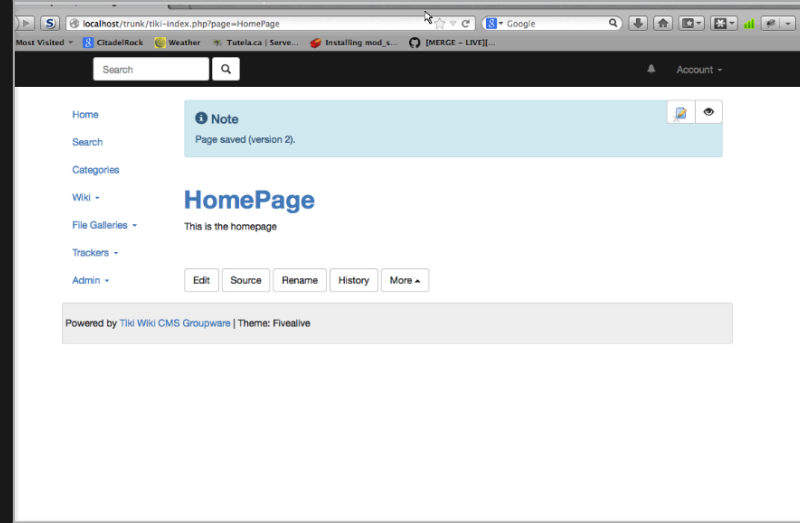 localhost/trunk/tiki-index.php?page=HomePage
Google
Most Visited
CitadelRock
Weather
Tutela.ca | Serve...
Installing mod_s...
[MERGE - LIVE][...
Search
Account
Home
Search
Categories
Wiki
File Galleries
Trackers
Admin
Note
Page saved (version 2).
HomePage
This is the homepage
Edit
Source
Rename
History
More
Powered by Tiki Wiki CMS Groupware | Theme: Fivealive